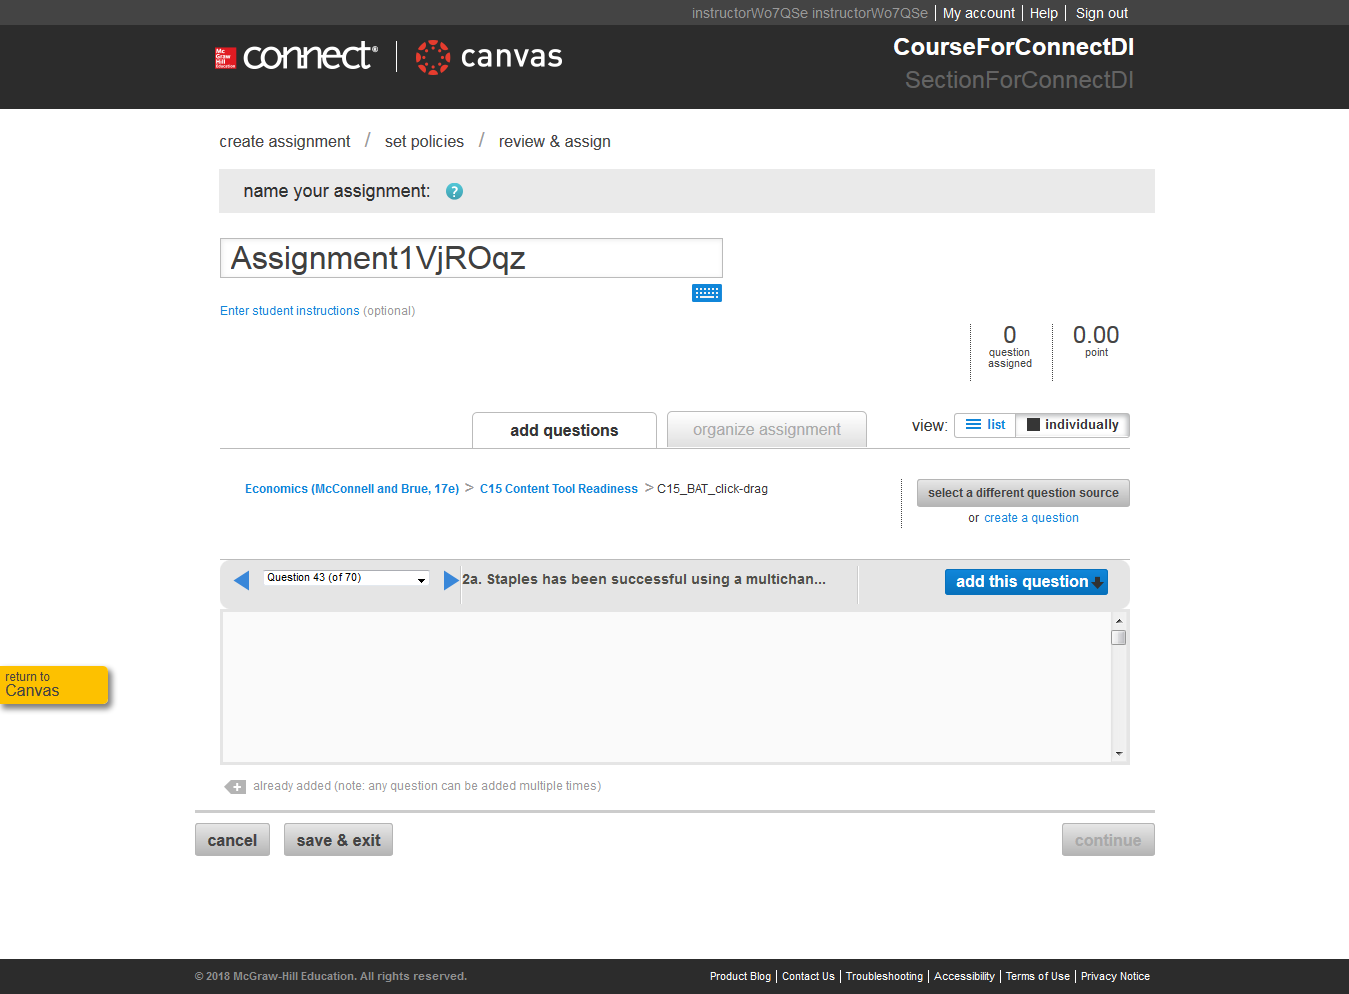 instructorWo7QSe instructorWo7QSe | My account | Help | Sign out
Mc Graw Hill Education connect® | canvas
CourseForConnectDI
SectionForConnectDI
create assignment / set policies / review & assign
name your assignment: ?
Assignment1VjROqz
Enter student instructions (optional)
0 question assigned
0.00 point
add questions
organize assignment
view: list individually
Economics (McConnell and Brue, 17e) > C15 Content Tool Readiness > C15_BAT_click-drag
select a different question source
or create a question
Question 43 (of 70)
2a. Staples has been successful using a multichan...
add this question
return to
Canvas
already added (note: any question can be added multiple times)
cancel
save & exit
continue
© 2018 McGraw-Hill Education. All rights reserved.
Product Blog | Contact Us | Troubleshooting | Accessibility | Terms of Use | Privacy Notice